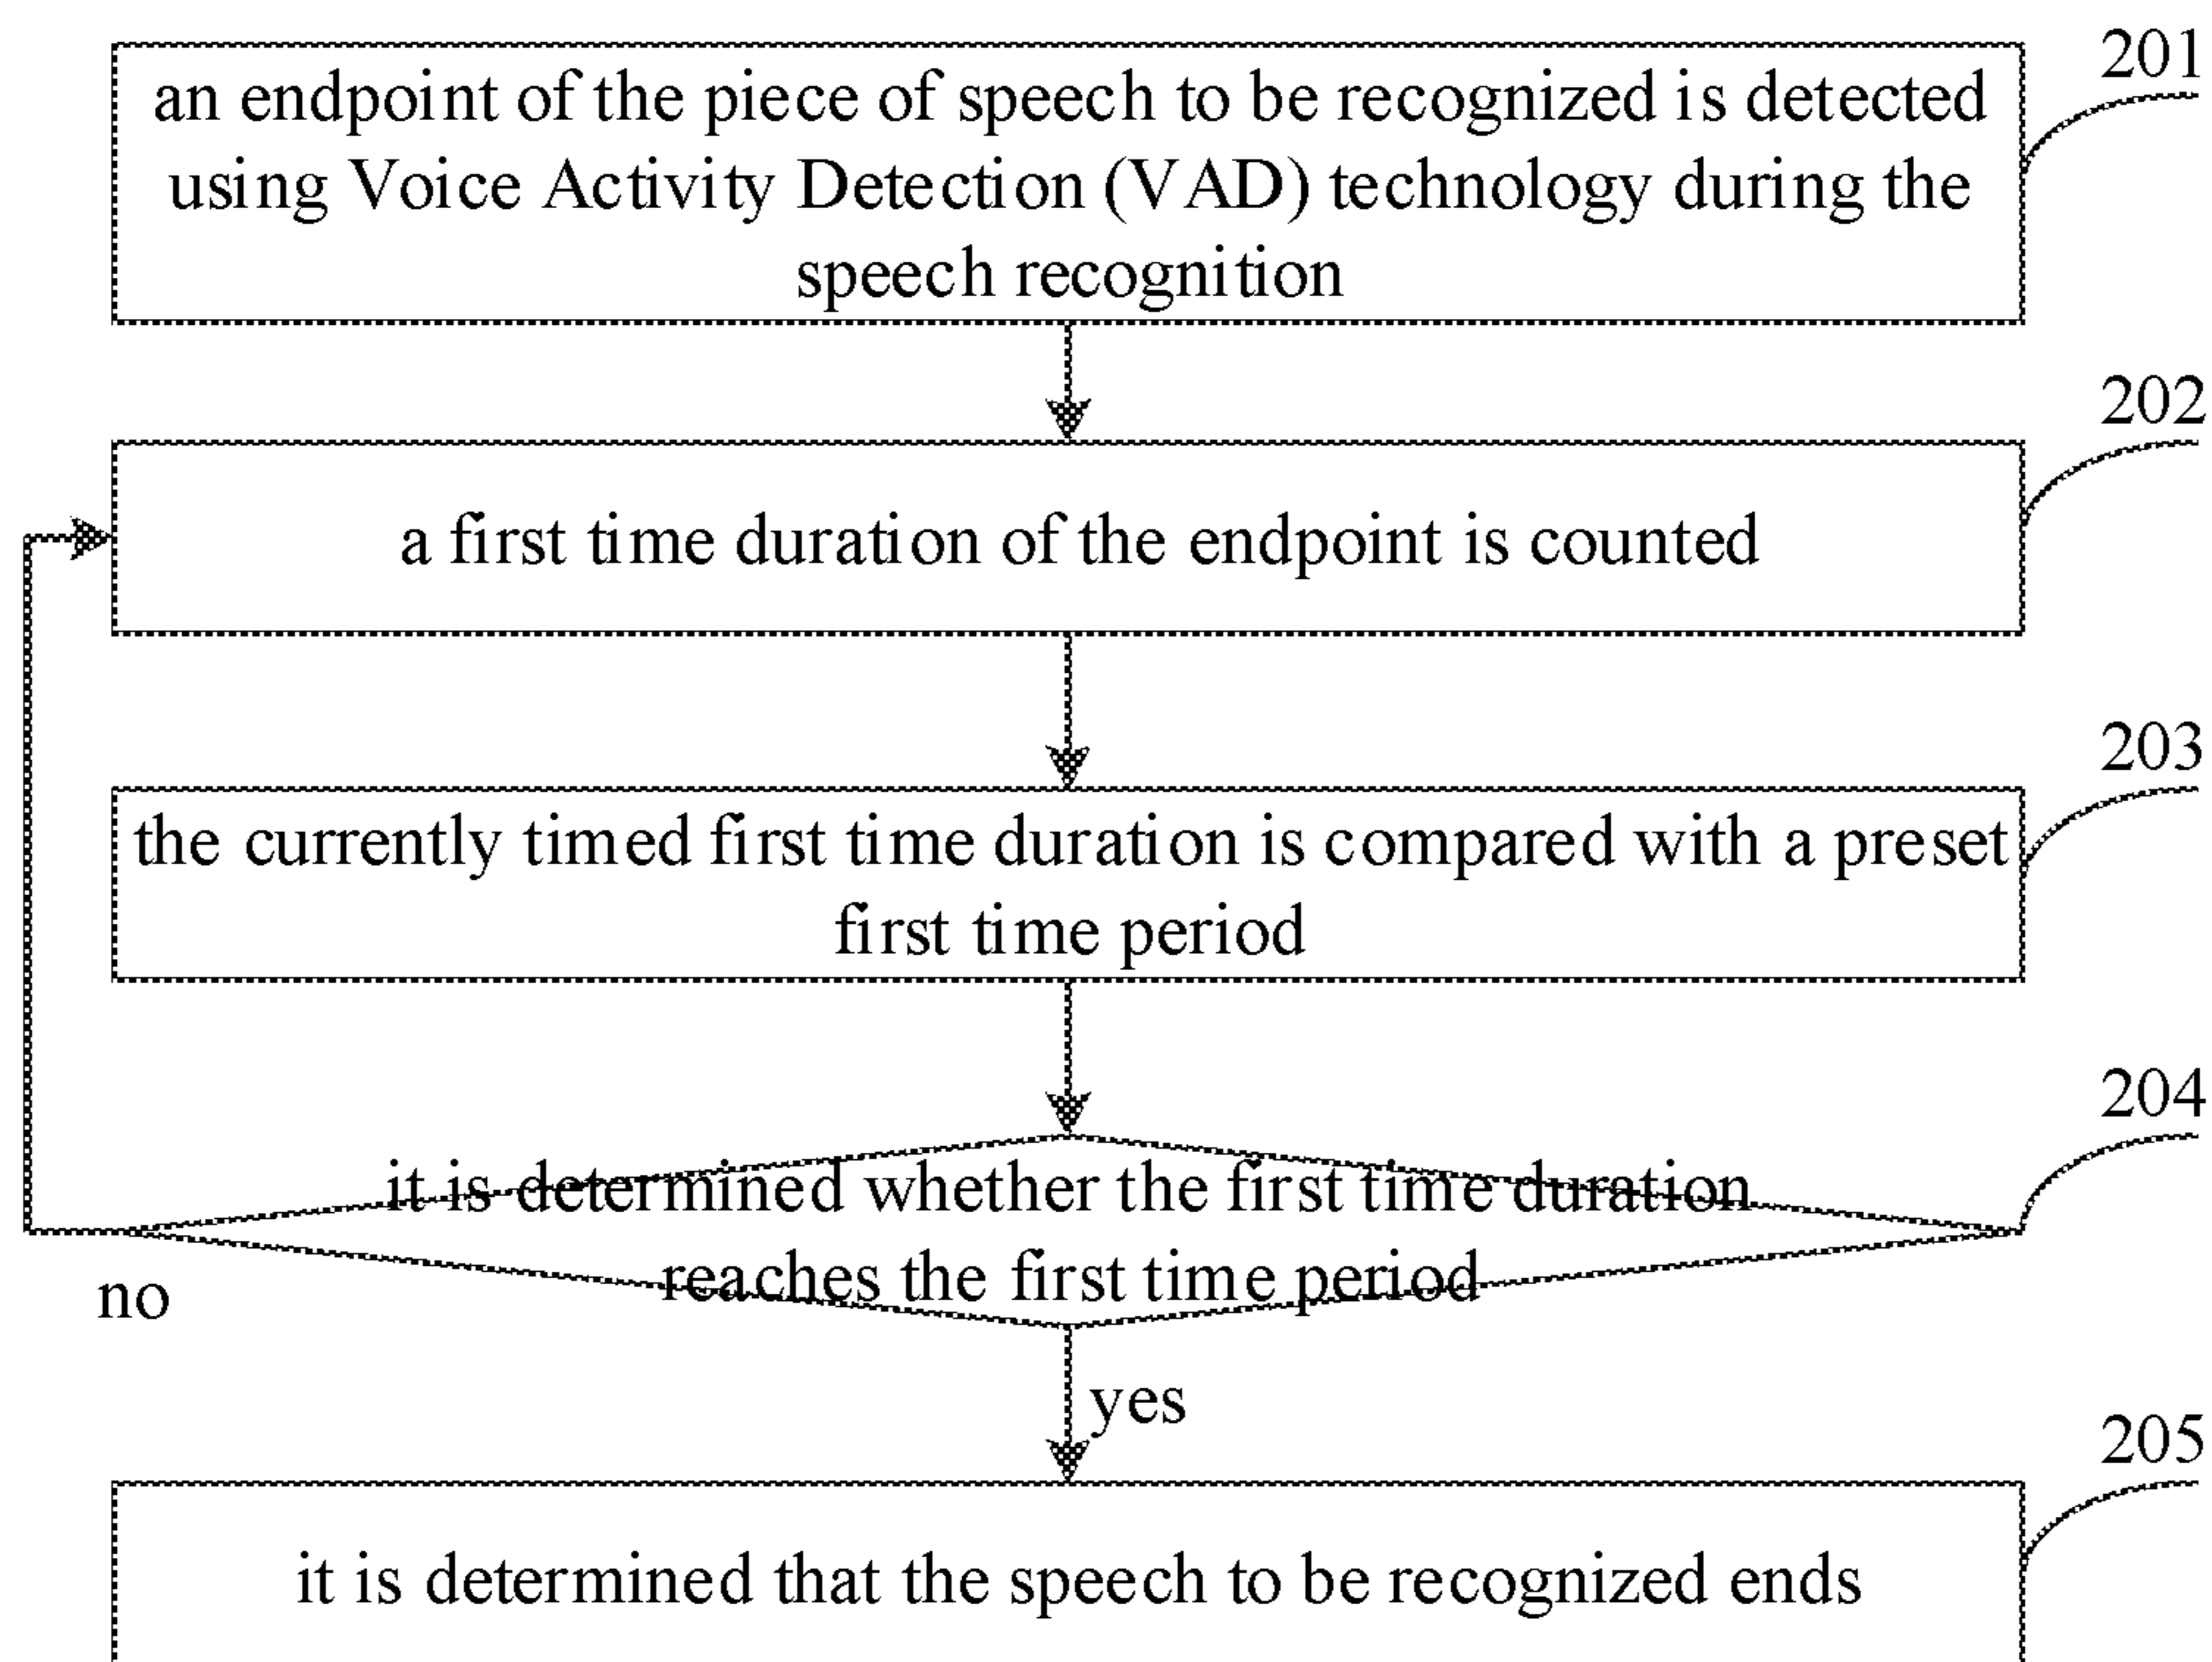 201
an endpoint of the piece of speech to be recognized is detected
using Voice Activity Detection (VAD) technology during the
speech recognition
202
a first time duration of the endpoint is counted
203
the currently timed first time duration is compared with a preset
first time period
204
it is determined whether the first time duration
reaches the first time period
no
yes
205
it is determined that the speech to be recognized ends